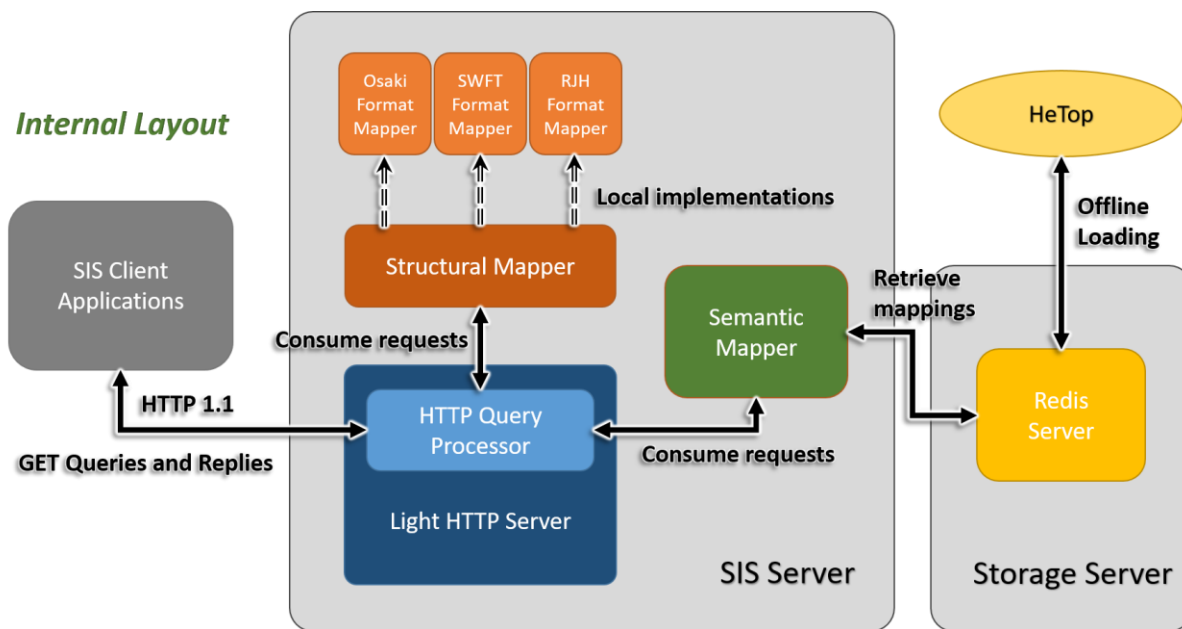 Internal Layout
SIS Client
Applications
HTTP 1.1
GET Queries and Replies
Osaki
Format
Mapper
SWFT
Format
Mapper
RJH
Format
Mapper
Local implementations
Structural Mapper
Consume requests
HTTP Query
Processor
Light HTTP Server
Semantic
Mapper
Consume requests
SIS Server
Retrieve
mappings
HeTop
Offline
Loading
Redis
Server
Storage Server